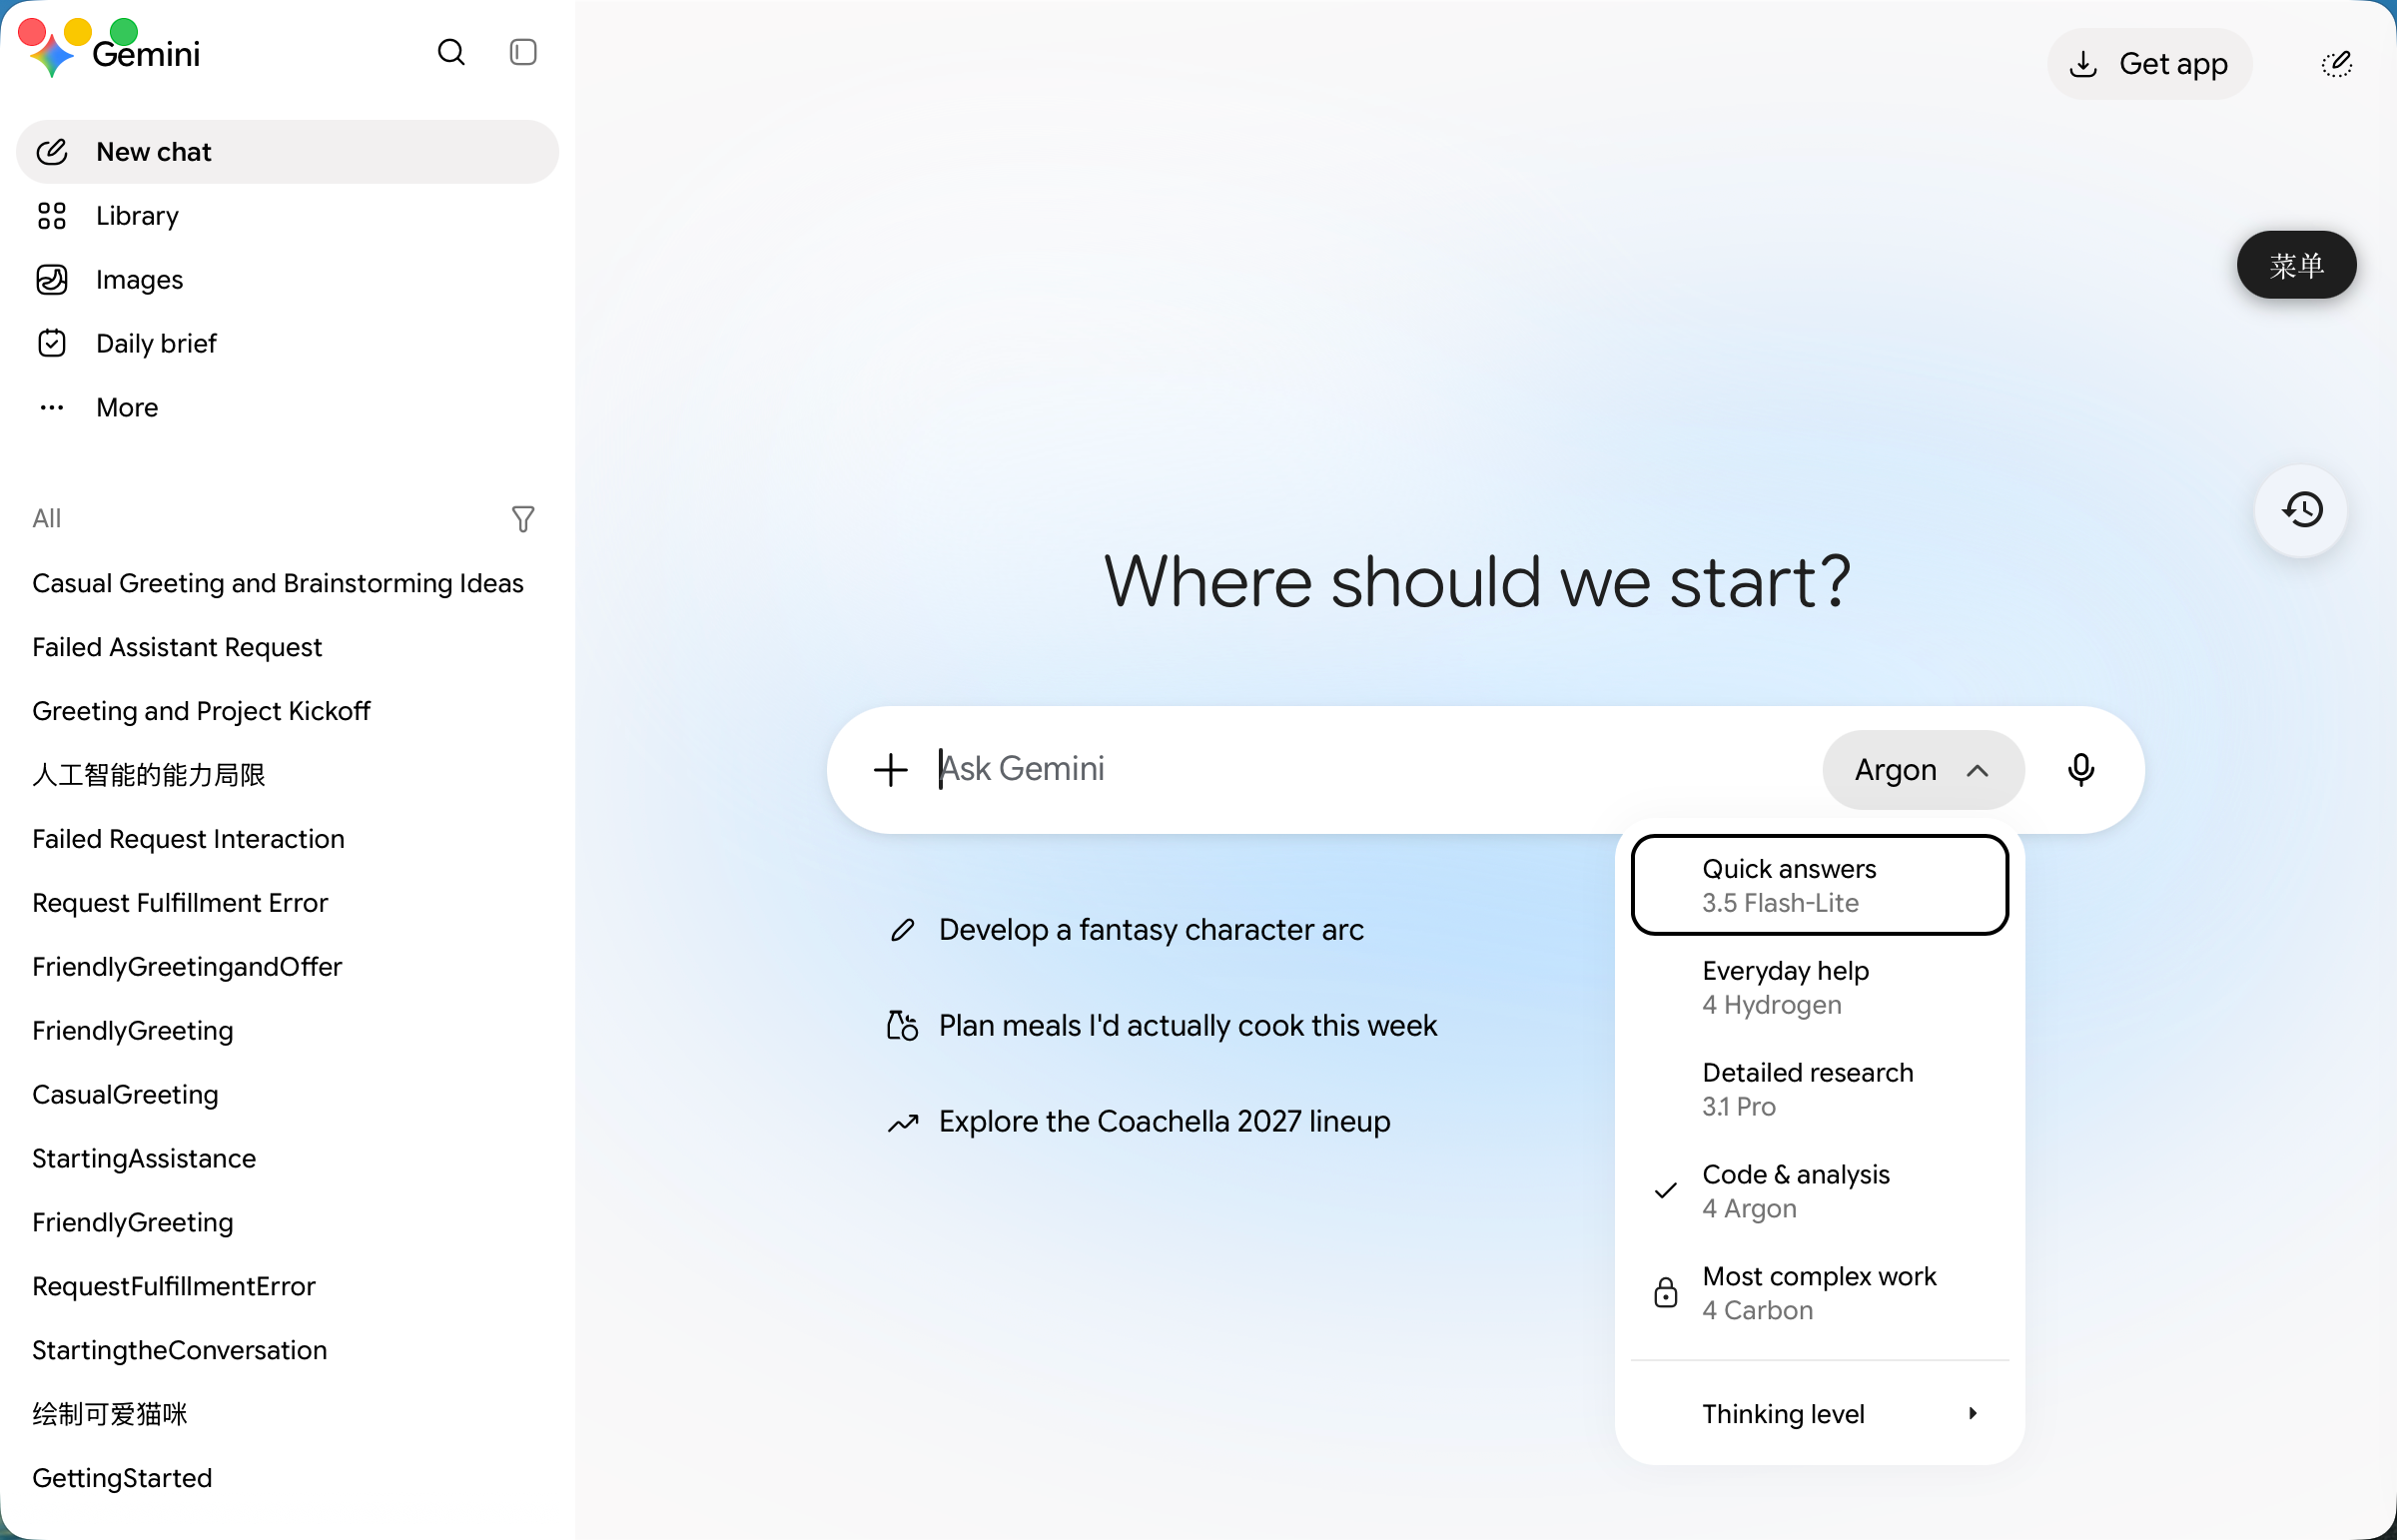 Gemini
New chat
Library
Images
Daily brief
More
All
Casual Greeting and Brainstorming Ideas
Failed Assistant Request
Greeting and Project Kickoff
人工智能的能力局限
Failed Request Interaction
Request Fulfillment Error
FriendlyGreetingandOffer
FriendlyGreeting
CasualGreeting
StartingAssistance
FriendlyGreeting
RequestFulfillmentError
StartingtheConversation
绘制可爱猫咪
GettingStarted
Get app
菜单
Where should we start?
Ask Gemini
Argon
Develop a fantasy character arc
Plan meals I'd actually cook this week
Explore the Coachella 2027 lineup
Quick answers
3.5 Flash-Lite
Everyday help
4 Hydrogen
Detailed research
3.1 Pro
Code & analysis
4 Argon
Most complex work
4 Carbon
Thinking level